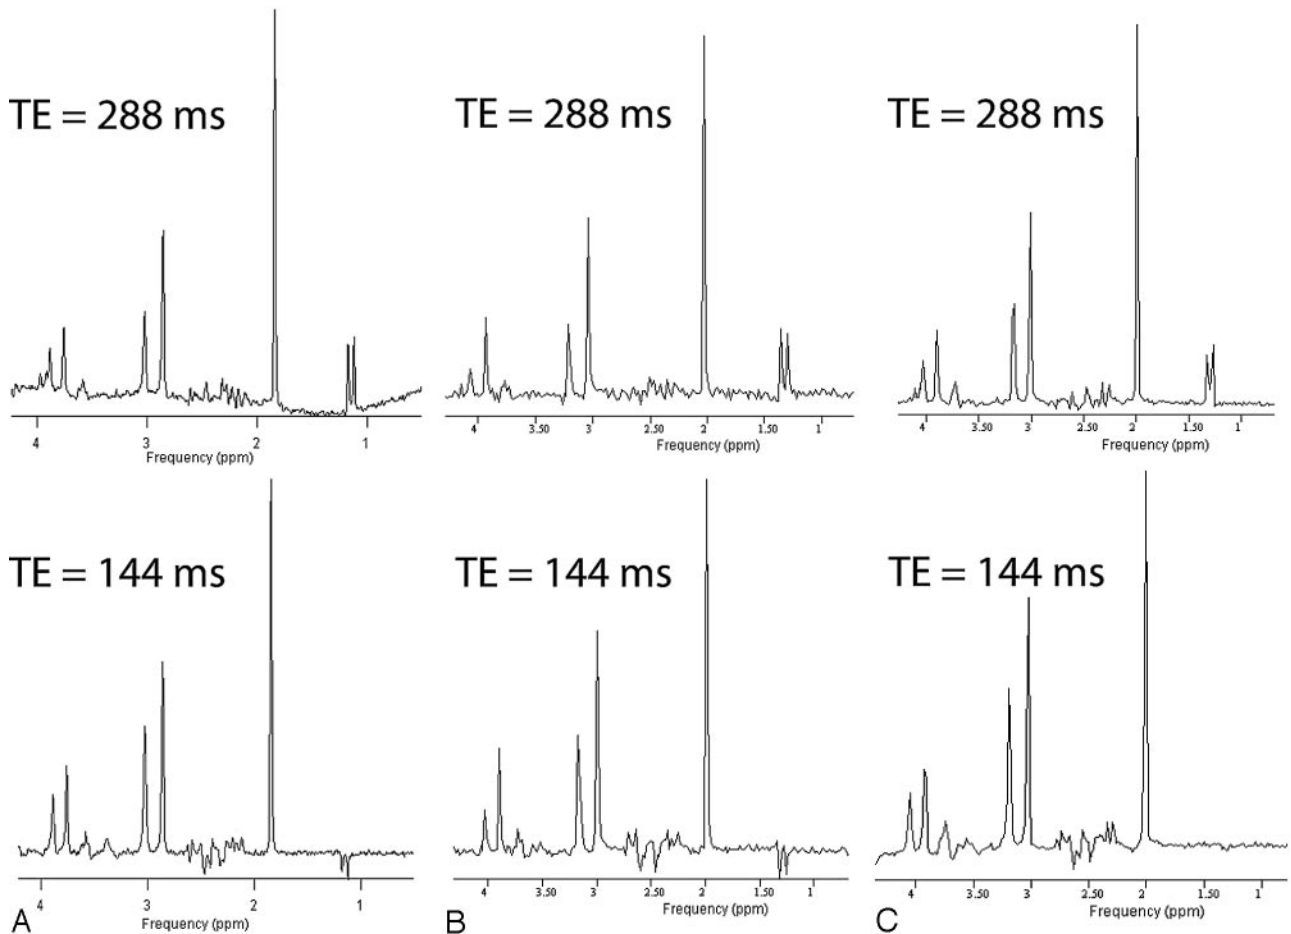 TE = 288 ms
4 3 2 1
Frequency (ppm)
TE = 288 ms
4 3.50 3 2.50 2 1.50 1
Frequency (ppm)
TE = 288 ms
4 3.50 3 2.50 2 1.50 1
Frequency (ppm)
TE = 144 ms
4 3 2 1
Frequency (ppm)
A
TE = 144 ms
4 3.50 3 2.50 2 1.50 1
Frequency (ppm)
B
TE = 144 ms
4 3.50 3 2.50 2 1.50 1
Frequency (ppm)
C